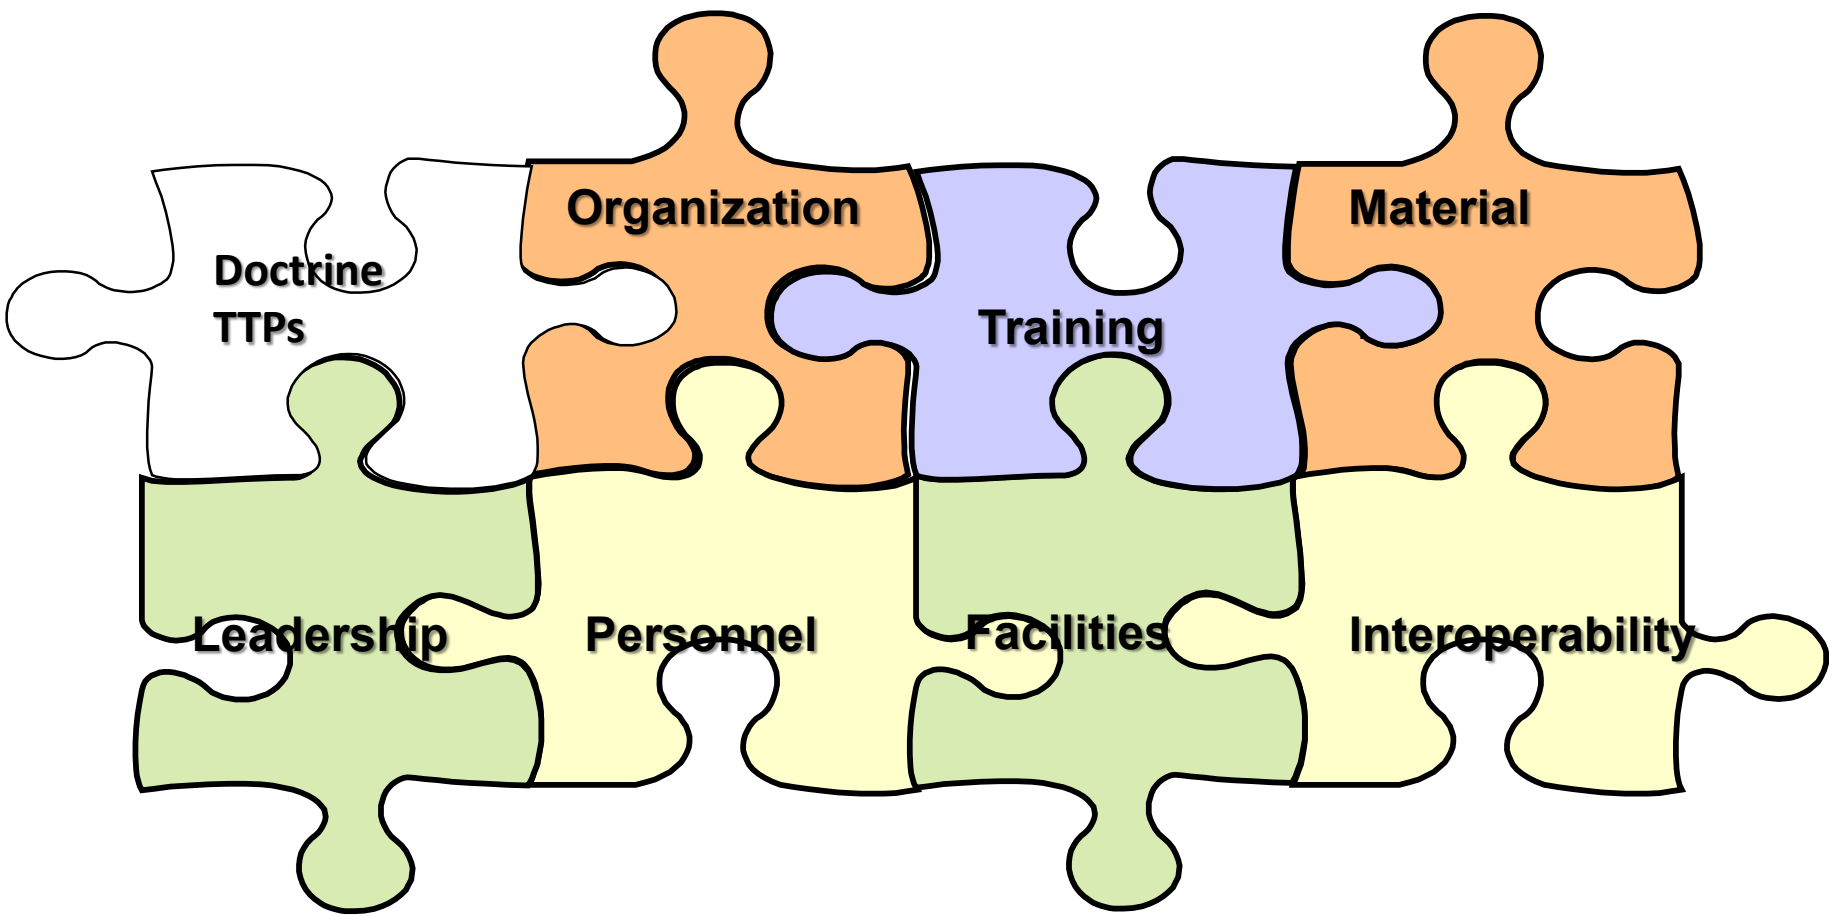 Organization
Material
Doctrine
TTPs
Training
Leadership
Personnel
Facilities
Interoperability